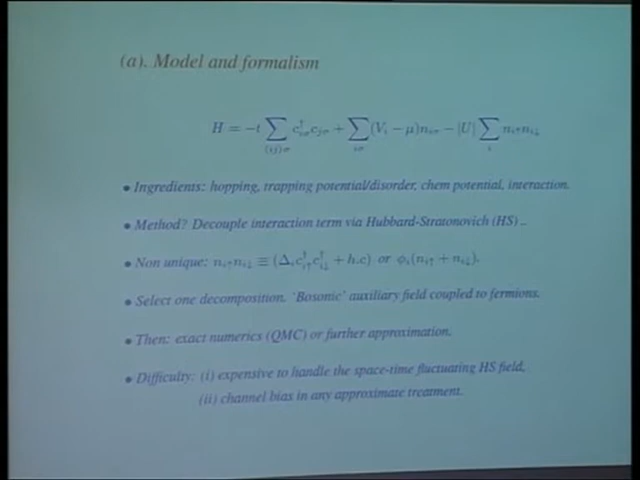 (a). Model and formalism
H = -t ∑_{⟨ij⟩σ} c†_{iσ}c_{jσ} + ∑_{iσ} (V_i − μ)n_{iσ} − |U| ∑_i n_{i↑}n_{i↓}
• Ingredients: hopping, trapping potential/disorder, chem potential, interaction.
• Method? Decouple interaction term via Hubbard-Stratonovich (HS) ..
• Non unique: n_{i↑}n_{i↓} ≡ (Δ_i c†_{i↑}c†_{i↓} + h.c) or ϕ_i(n_{i↑} + n_{i↓}).
• Select one decomposition. 'Bosonic' auxiliary field coupled to fermions.
• Then: exact numerics (QMC) or further approximation.
• Difficulty: (i) expensive to handle the space-time fluctuating HS field,
(ii) channel bias in any approximate treatment.